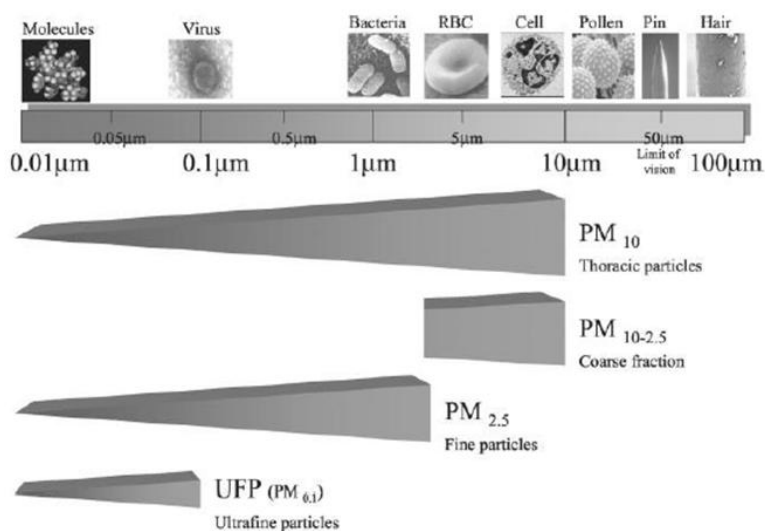 Molecules Virus Bacteria RBC Cell Pollen Pin Hair
0.05µm 0.5µm 5µm 50µm
0.01µm 0.1µm 1µm 10µm Limit of vision 100µm
PM 10
Thoracic particles
PM 10-2.5
Coarse fraction
PM 2.5
Fine particles
UFP (PM 0.1)
Ultrafine particles